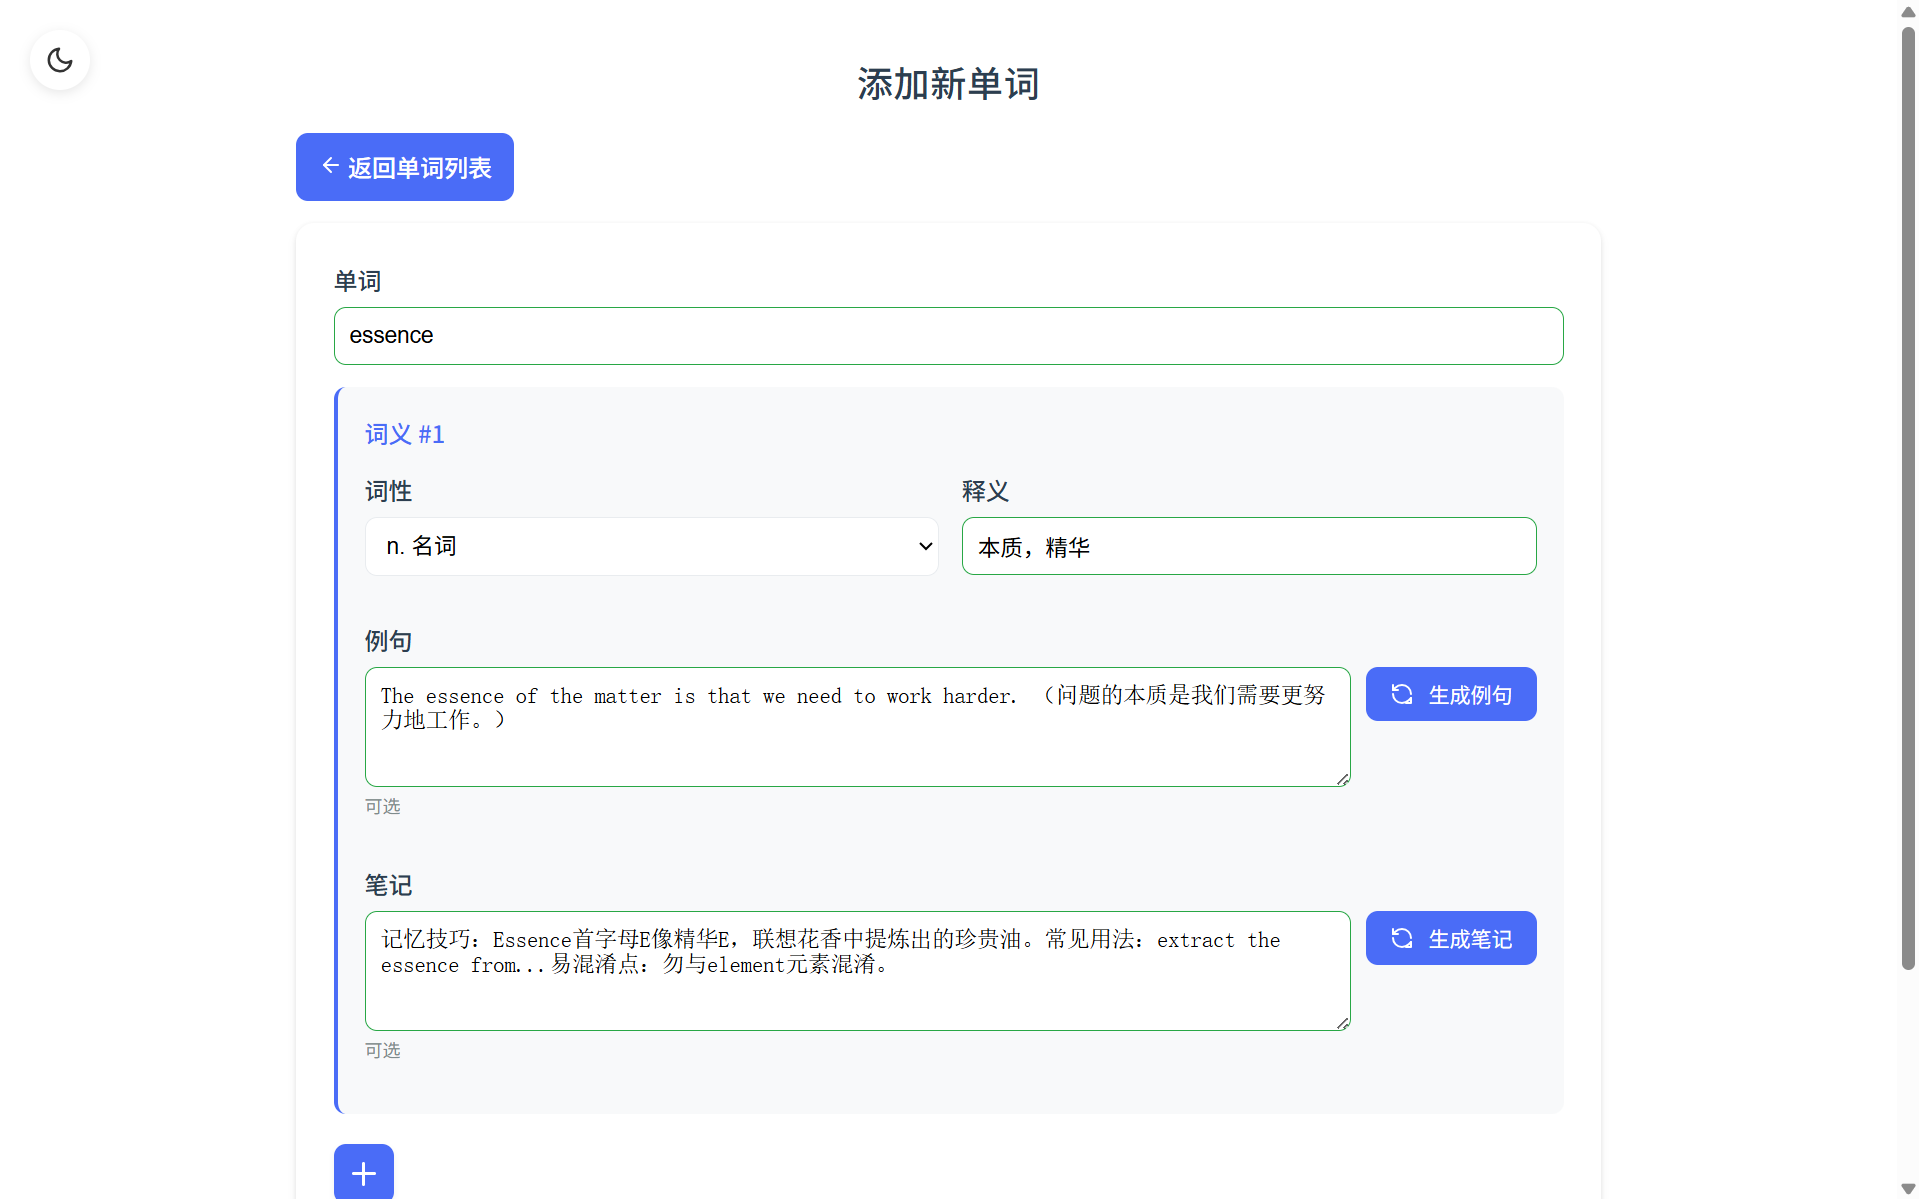 添加新单词
返回单词列表
单词
essence
词义 #1
词性
释义
n. 名词
本质，精华
例句
The essence of the matter is that we need to work harder. （问题的本质是我们需要更努
力地工作。）
生成例句
可选
笔记
记忆技巧：Essence首字母E像精华E，联想花香中提炼出的珍贵油。常见用法：extract the
essence from...易混淆点：勿与element元素混淆。
生成笔记
可选